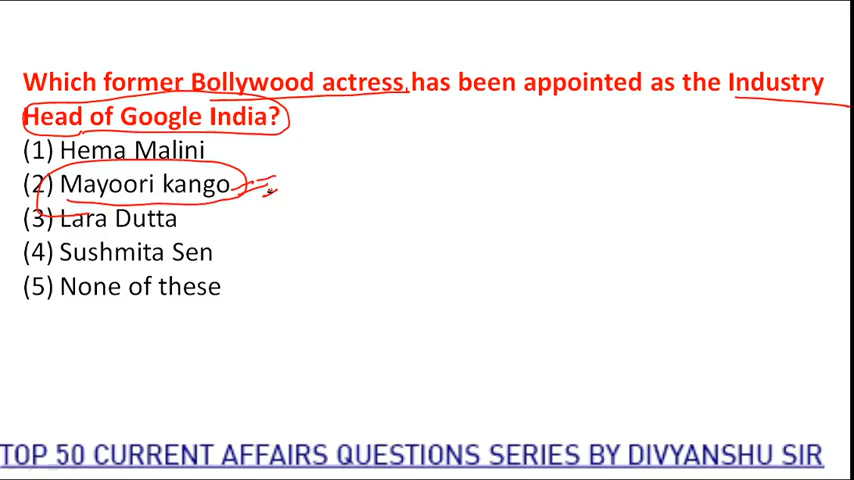 Which former Bollywood actress has been appointed as the Industry
Head of Google India?
(1) Hema Malini
(2) Mayoori kango
(3) Lara Dutta
(4) Sushmita Sen
(5) None of these
TOP 50 CURRENT AFFAIRS QUESTIONS SERIES BY DIVYANSHU SIR